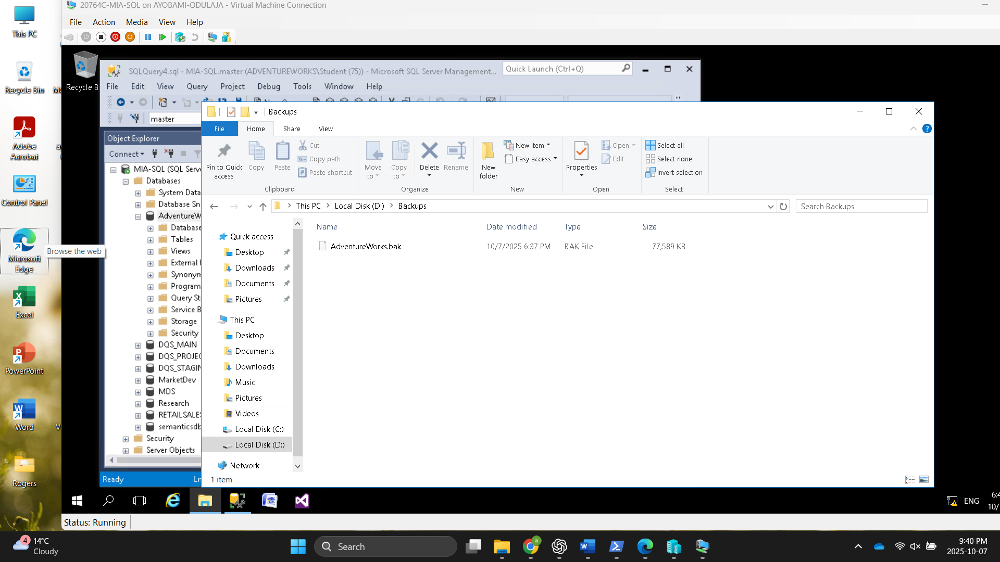 20764C-MIA-SQL on AYOBAMI-ODULAJA - Virtual Machine Connection
File Action Media View Help
This PC
Recycle Bin
Adobe
Acrobat
Control Panel
Microsoft
Edge
Browse the web
Excel
PowerPoint
Word
Rogers
Recycle B
SQLQuery4.sql - MIA-SQL.master (ADVENTUREWORKS\Student (75)) - Microsoft SQL Server Management...
Quick Launch (Ctrl+Q)
File Edit View Query Project Debug Tools Window Help
master
Object Explorer
Connect
MIA-SQL (SQL Serve
Databases
System Data
Database Sna
AdventureW
Database
Tables
Views
External
Synonym
Program
Query St
Service B
Storage
Security
DQS_MAIN
DQS_PROJEC
DQS_STAGIN
MarketDev
MDS
Research
RETAILSALES
semanticsdb
Security
Server Objects
Ready
Ln
Backups
File Home Share View
Pin to Quick
access
Copy
Paste
Cut
Copy path
Paste shortcut
Clipboard
Move
to
Copy
to
Delete
Rename
Organize
New
folder
New item
Easy access
New
Properties
Open
Edit
Open
Select all
Select none
Invert selection
Select
This PC > Local Disk (D:) > Backups
Search Backups
Name Date modified Type Size
AdventureWorks.bak 10/7/2025 6:37 PM BAK File 77,589 KB
Quick access
Desktop
Downloads
Documents
Pictures
This PC
Desktop
Documents
Downloads
Music
Pictures
Videos
Local Disk (C:)
Local Disk (D:)
Network
1 item
ENG
6:4
10/
Status: Running
4
14°C
Cloudy
Search
9:40 PM
2025-10-07